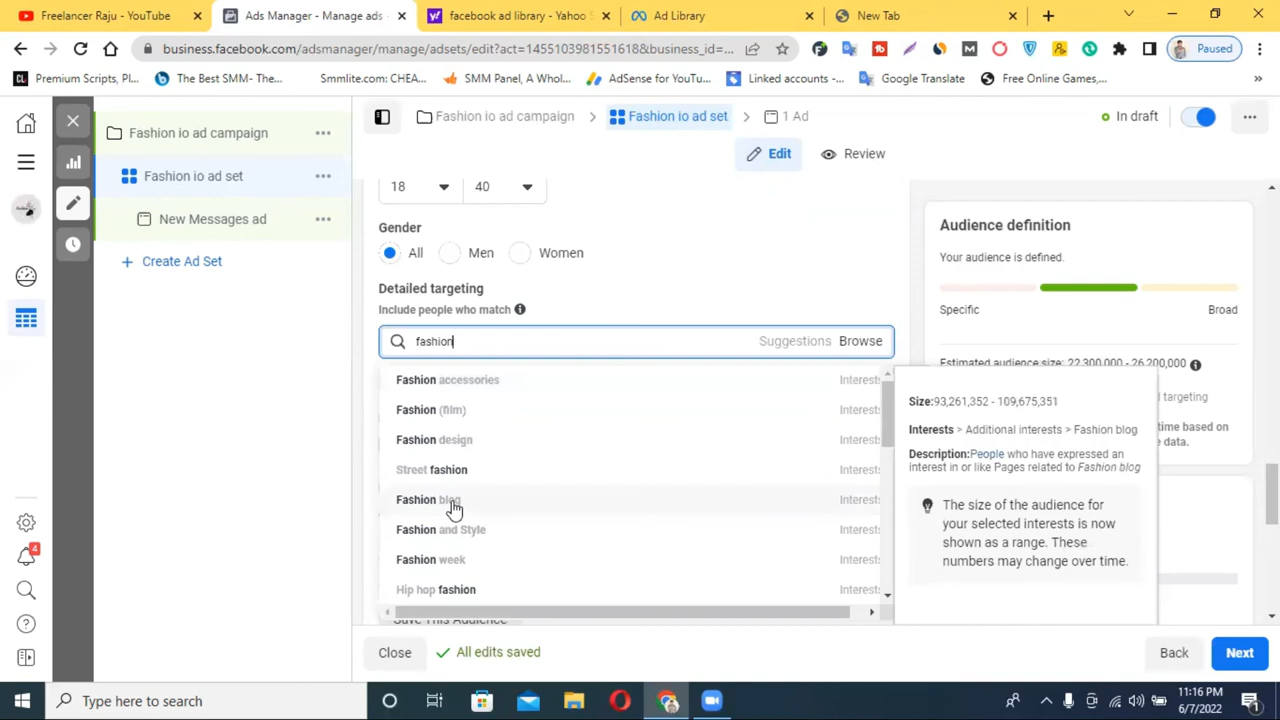 Freelancer Raju - YouTube
Ads Manager - Manage ads
facebook ad library - Yahoo S
Ad Library
New Tab
business.facebook.com/adsmanager/manage/adsets/edit?act=1455103981551618&business_id=...
Paused
Premium Scripts, Pl...
The Best SMM- The...
Smmlite.com: CHEA...
SMM Panel, A Whol...
AdSense for YouTu...
Linked accounts -...
Google Translate
Free Online Games,...
»
Fashion io ad campaign
Fashion io ad set
1 Ad
In draft
Fashion io ad campaign
Edit
Review
Fashion io ad set
New Messages ad
Create Ad Set
18
40
Gender
All
Men
Women
Detailed targeting
Include people who match
fashion
Suggestions
Browse
Fashion accessories
Interests
Fashion (film)
Interests
Fashion design
Interests
Street fashion
Interests
Fashion blog
Interests
Fashion and Style
Interests
Fashion week
Interests
Hip hop fashion
Interests
Audience definition
Your audience is defined.
Specific
Broad
Estimated audience size: 22,300,000 - 26,200,000
targeting
time based on
data.
Size:93,261,352 - 109,675,351
Interests > Additional interests > Fashion blog
Description:People who have expressed an
interest in or like Pages related to Fashion blog
The size of the audience for
your selected interests is now
shown as a range. These
numbers may change over time.
Save This Audience
Close
All edits saved
Back
Next
4
Type here to search
11:16 PM
6/7/2022
1